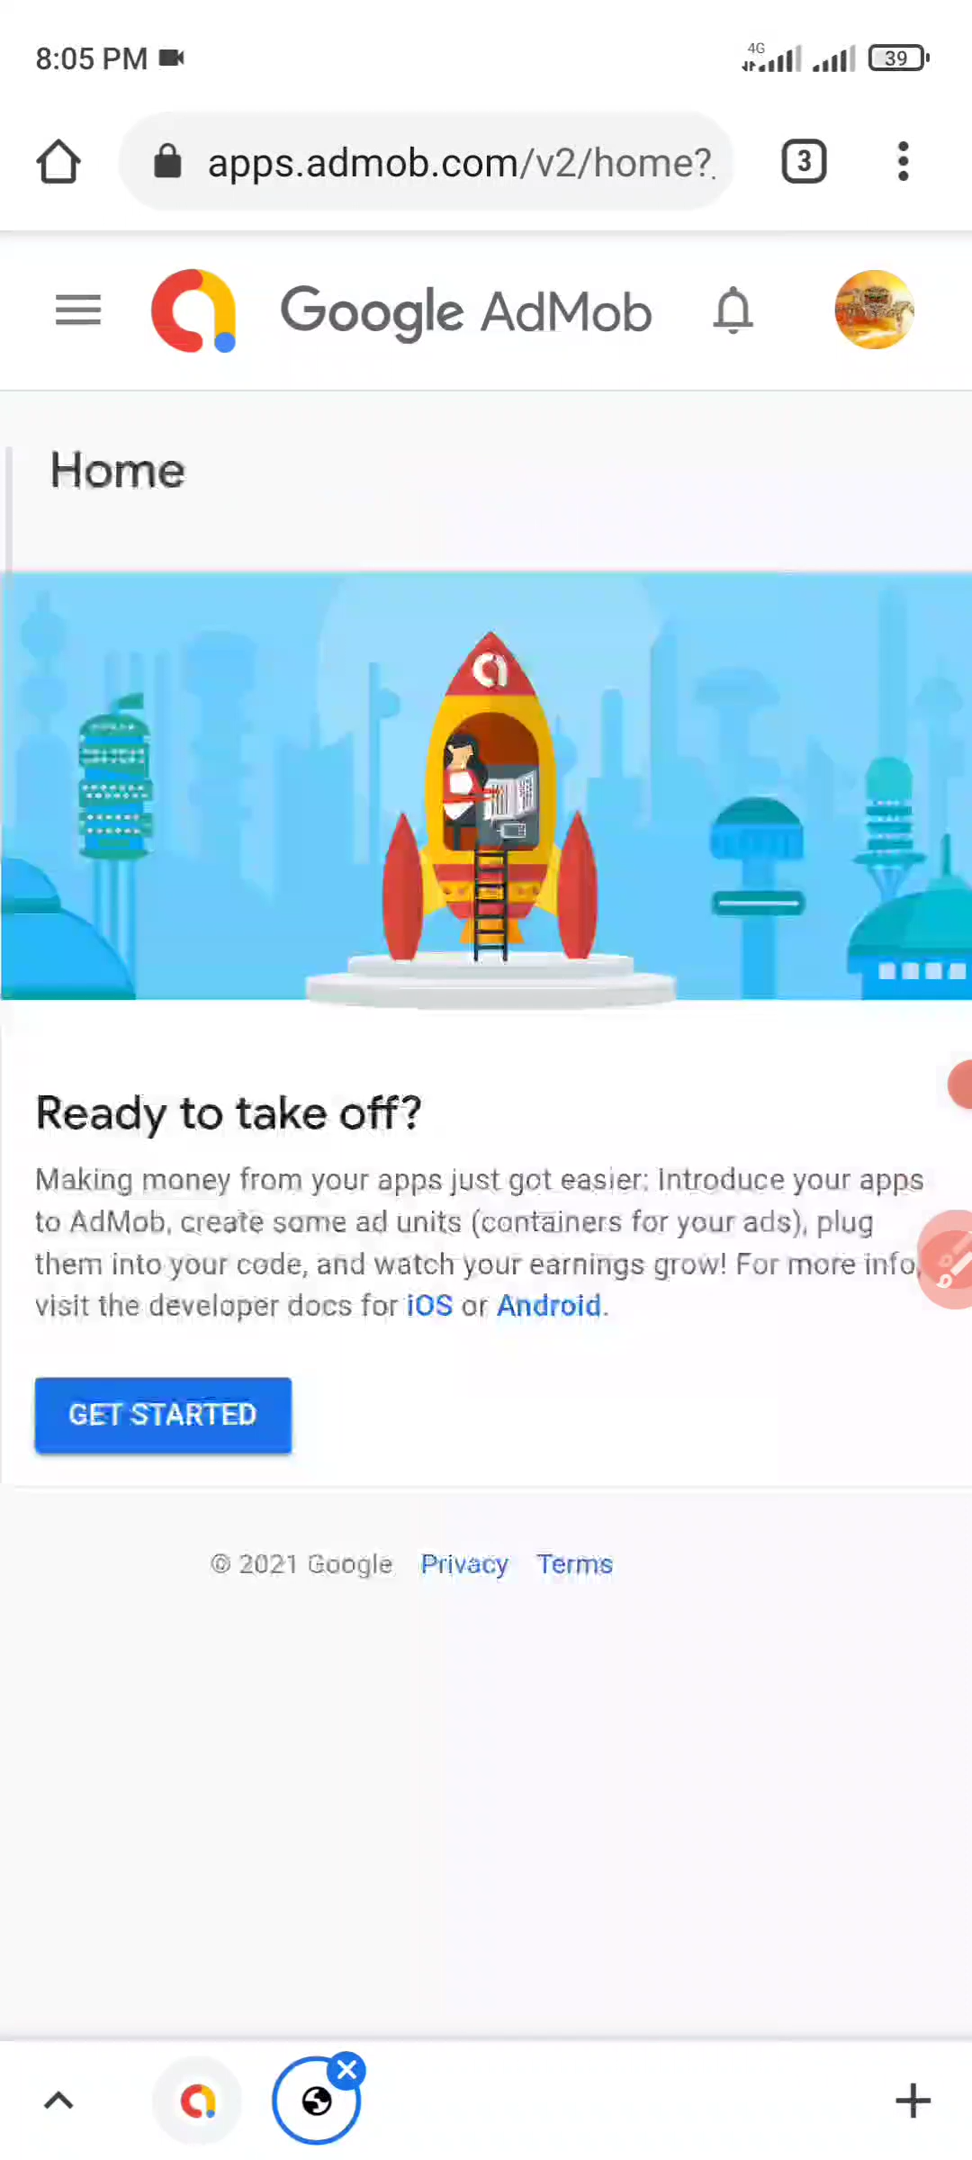 8:05 PM
4G
39
apps.admob.com/v2/home?
3
Google AdMob
Home
Ready to take off?
Making money from your apps just got easier: Introduce your apps
to AdMob, create some ad units (containers for your ads), plug
them into your code, and watch your earnings grow! For more info,
visit the developer docs for iOS or Android.
GET STARTED
© 2021 Google Privacy Terms